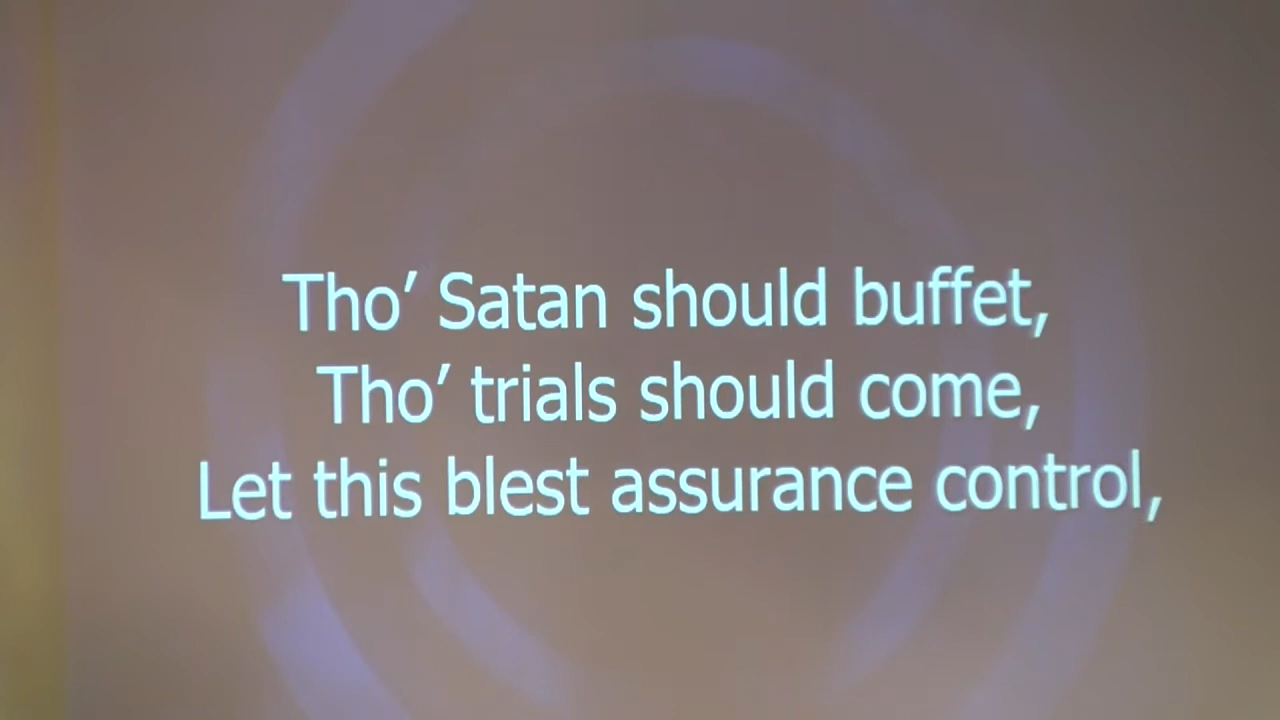 Tho’ Satan should buffet,
Tho’ trials should come,
Let this blest assurance control,